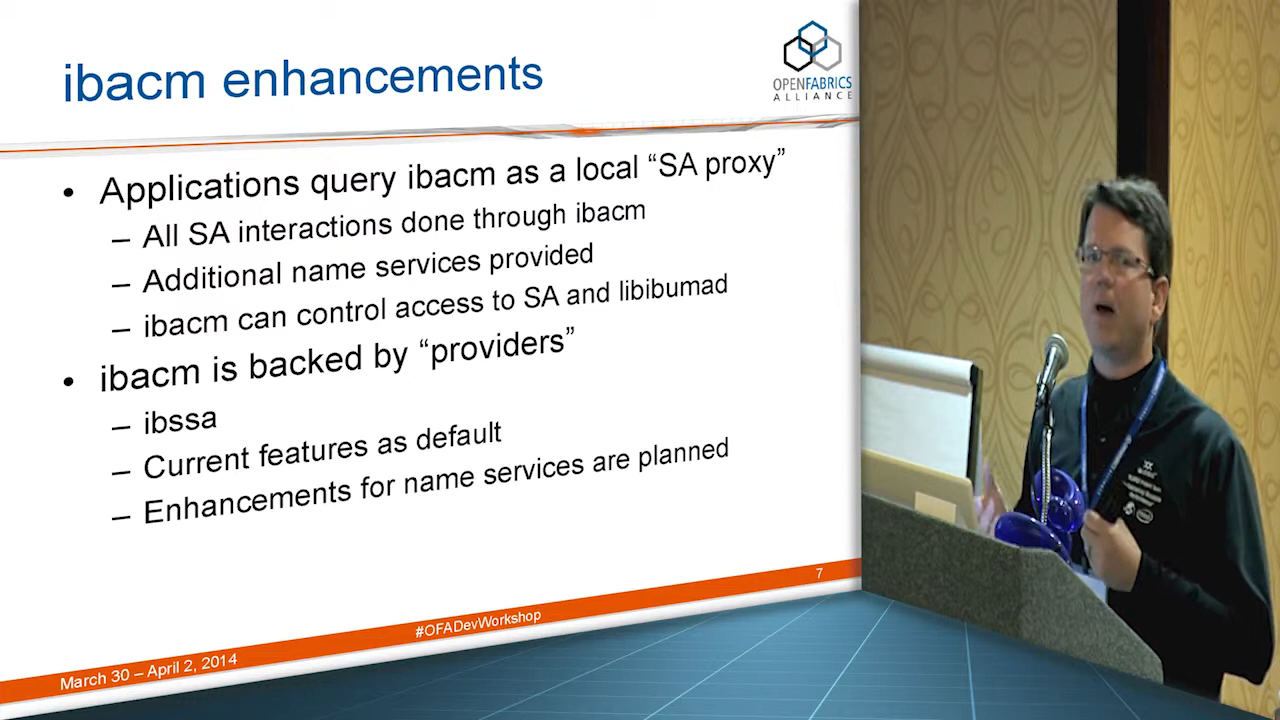 ibacm enhancements
OPENFABRICS
ALLIANCE
• Applications query ibacm as a local “SA proxy”
– All SA interactions done through ibacm
– Additional name services provided
– ibacm can control access to SA and libibumad
• ibacm is backed by “providers”
– ibssa
– Current features as default
– Enhancements for name services are planned
7
#OFADevWorkshop
March 30 – April 2, 2014